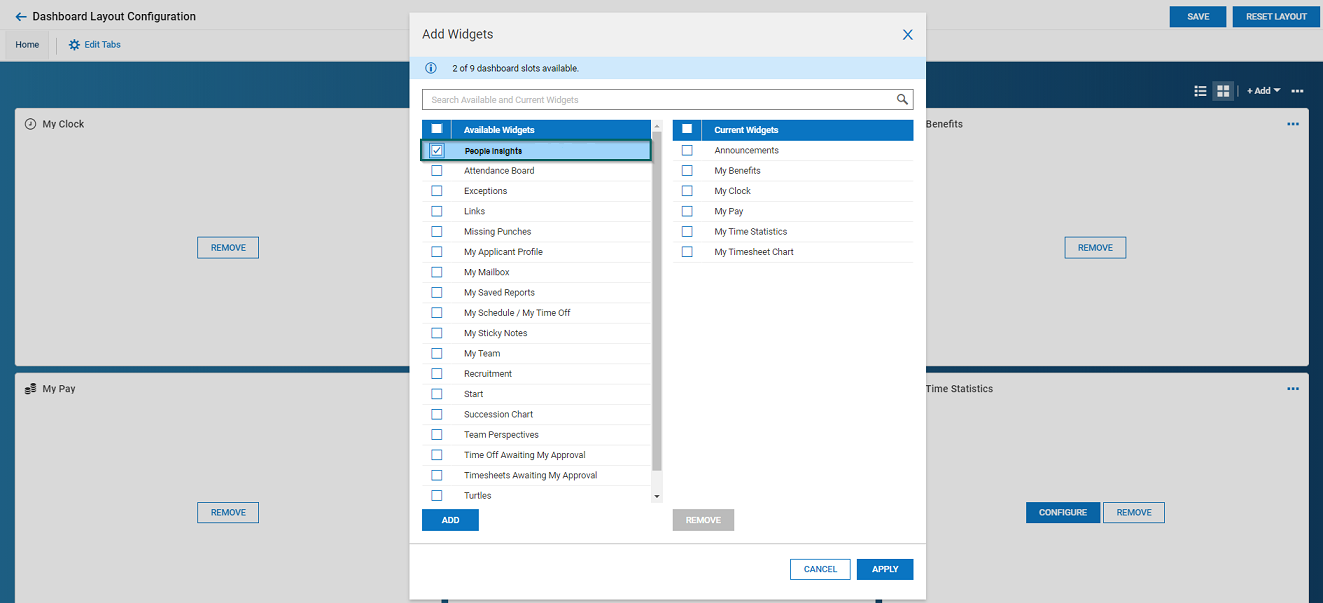 Dashboard Layout Configuration
SAVE
RESET LAYOUT
Home
Edit Tabs
+ Add
My Clock
REMOVE
Benefits
REMOVE
My Pay
REMOVE
Time Statistics
CONFIGURE
REMOVE
Add Widgets
2 of 9 dashboard slots available.
Search Available and Current Widgets
Available Widgets
People Insights
Attendance Board
Exceptions
Links
Missing Punches
My Applicant Profile
My Mailbox
My Saved Reports
My Schedule / My Time Off
My Sticky Notes
My Team
Recruitment
Start
Succession Chart
Team Perspectives
Time Off Awaiting My Approval
Timesheets Awaiting My Approval
Turtles
ADD
Current Widgets
Announcements
My Benefits
My Clock
My Pay
My Time Statistics
My Timesheet Chart
REMOVE
CANCEL
APPLY